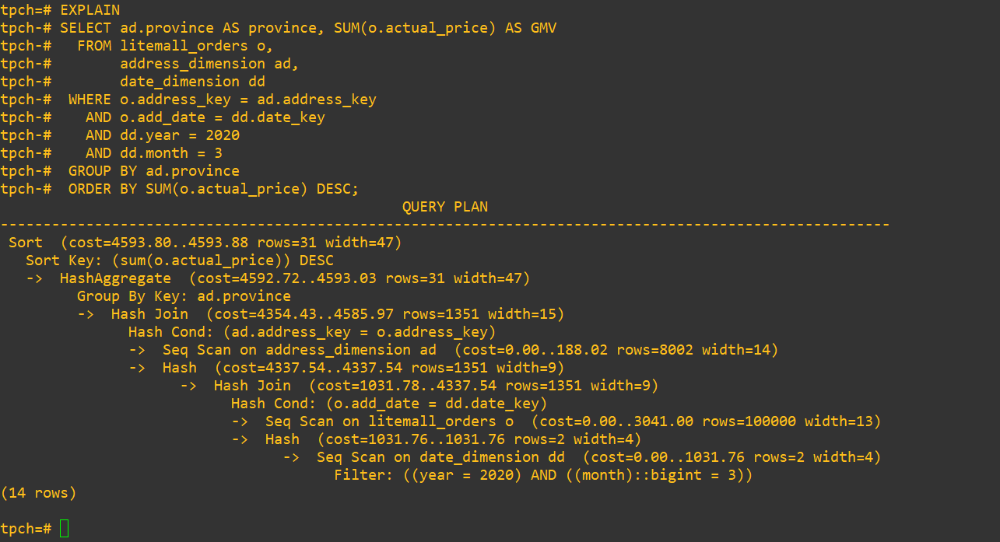 tpch=# EXPLAIN
tpch-# SELECT ad.province AS province, SUM(o.actual_price) AS GMV
tpch-#   FROM litemall_orders o,
tpch-#        address_dimension ad,
tpch-#        date_dimension dd
tpch-#  WHERE o.address_key = ad.address_key
tpch-#    AND o.add_date = dd.date_key
tpch-#    AND dd.year = 2020
tpch-#    AND dd.month = 3
tpch-#  GROUP BY ad.province
tpch-#  ORDER BY SUM(o.actual_price) DESC;
                                               QUERY PLAN
--------------------------------------------------------------------------------------------------------
 Sort  (cost=4593.80..4593.88 rows=31 width=47)
   Sort Key: (sum(o.actual_price)) DESC
   ->  HashAggregate  (cost=4592.72..4593.03 rows=31 width=47)
         Group By Key: ad.province
         ->  Hash Join  (cost=4354.43..4585.97 rows=1351 width=15)
               Hash Cond: (ad.address_key = o.address_key)
               ->  Seq Scan on address_dimension ad  (cost=0.00..188.02 rows=8002 width=14)
               ->  Hash  (cost=4337.54..4337.54 rows=1351 width=9)
                     ->  Hash Join  (cost=1031.78..4337.54 rows=1351 width=9)
                           Hash Cond: (o.add_date = dd.date_key)
                           ->  Seq Scan on litemall_orders o  (cost=0.00..3041.00 rows=100000 width=13)
                           ->  Hash  (cost=1031.76..1031.76 rows=2 width=4)
                                 ->  Seq Scan on date_dimension dd  (cost=0.00..1031.76 rows=2 width=4)
                                       Filter: ((year = 2020) AND ((month)::bigint = 3))
(14 rows)

tpch=#